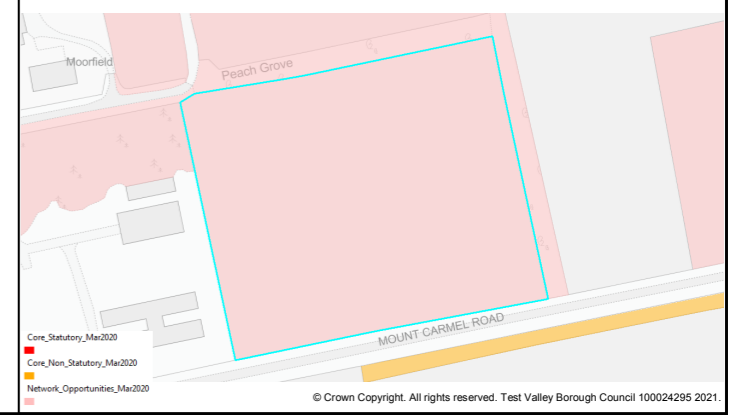 Moorfield
Peach Grove
MOUNT CARMEL ROAD
Core_Statutory_Mar2020
Core_Non_Statutory_Mar2020
Network_Opportunities_Mar2020
© Crown Copyright. All rights reserved. Test Valley Borough Council 100024295 2021.